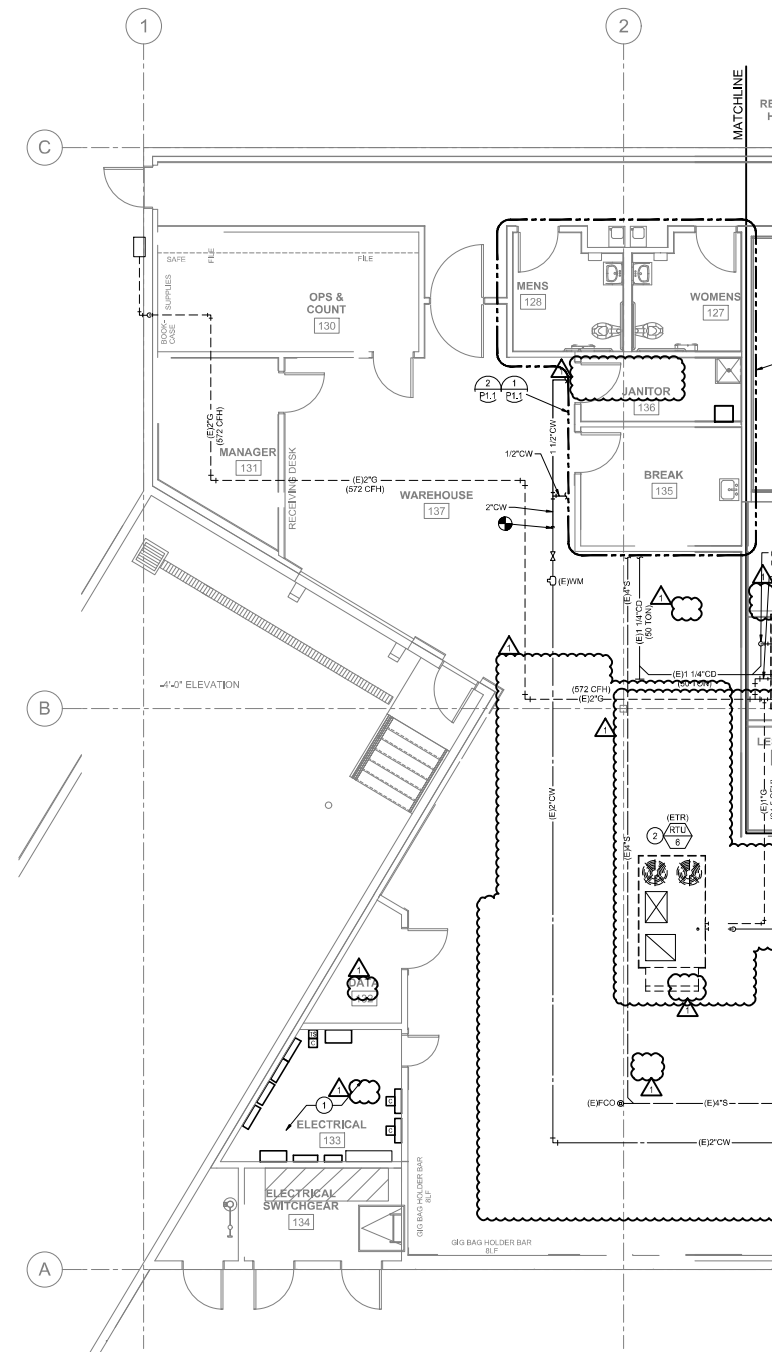 1
2
MATCHLINE
C
SAFE
FILE
FILE
SUPPLIES
BOOK-
CASE
OPS &
COUNT
130
MENS
128
WOMENS
127
2
1
P1.1
P1.1
JANITOR
136
1 1/2"CW
(E)2"G
(572 CFH)
MANAGER
131
RECEIVING DESK
1/2"CW
(E)2"G
(572 CFH)
WAREHOUSE
137
BREAK
135
2"CW
(E)WM
(E)4"S
(E)1 1/4"CD
(50 TON)
1
1
1
(E)1 1/4"CD
(50 TON)
-4'-0" ELEVATION
(572 CFH)
(E)2"G
B
1
(E)2"CW
(E)4"S
(E)1"G
(ETR)
2
RTU
6
1
DATA
1
1
1
(E)FCO
(E)4"S
1
C
C
ELECTRICAL
133
(E)2"CW
ELECTRICAL
SWITCHGEAR
134
GIG BAG HOLDER BAR
8LF
GIG BAG HOLDER BAR
8LF
A